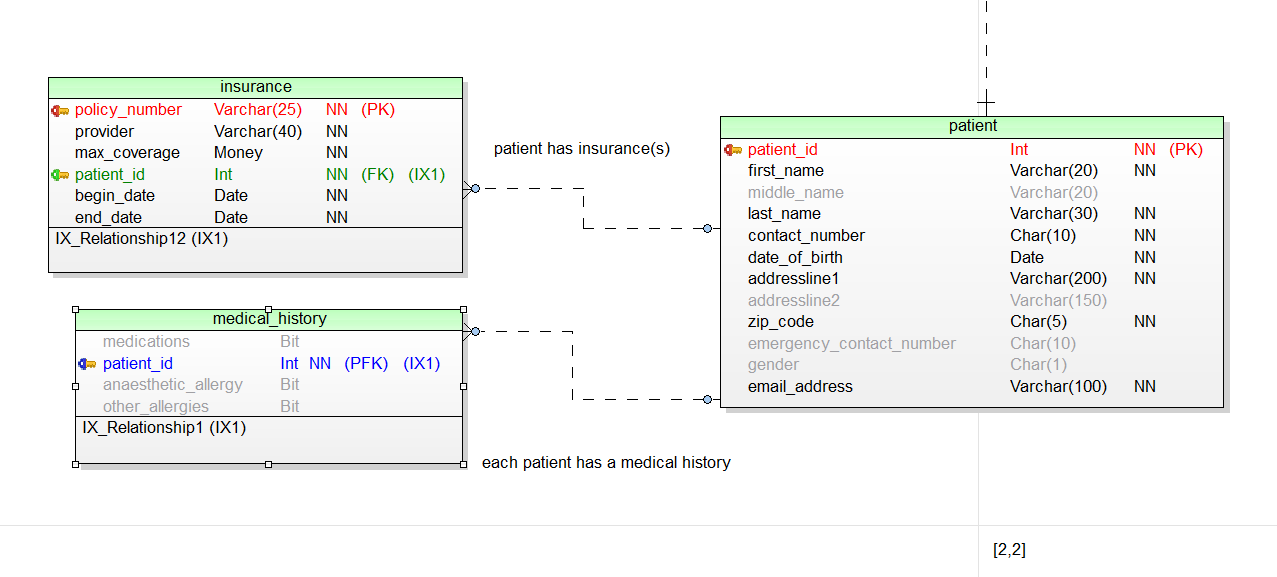 insurance
policy_number Varchar(25) NN (PK)
provider Varchar(40) NN
max_coverage Money NN
patient_id Int NN (FK) (IX1)
begin_date Date NN
end_date Date NN
IX_Relationship12 (IX1)
patient has insurance(s)
medical_history
medications Bit
patient_id Int NN (PFK) (IX1)
anaesthetic_allergy Bit
other_allergies Bit
IX_Relationship1 (IX1)
each patient has a medical history
patient
patient_id Int NN (PK)
first_name Varchar(20) NN
middle_name Varchar(20)
last_name Varchar(30) NN
contact_number Char(10) NN
date_of_birth Date NN
addressline1 Varchar(200) NN
addressline2 Varchar(150)
zip_code Char(5) NN
emergency_contact_number Char(10)
gender Char(1)
email_address Varchar(100) NN
[2,2]